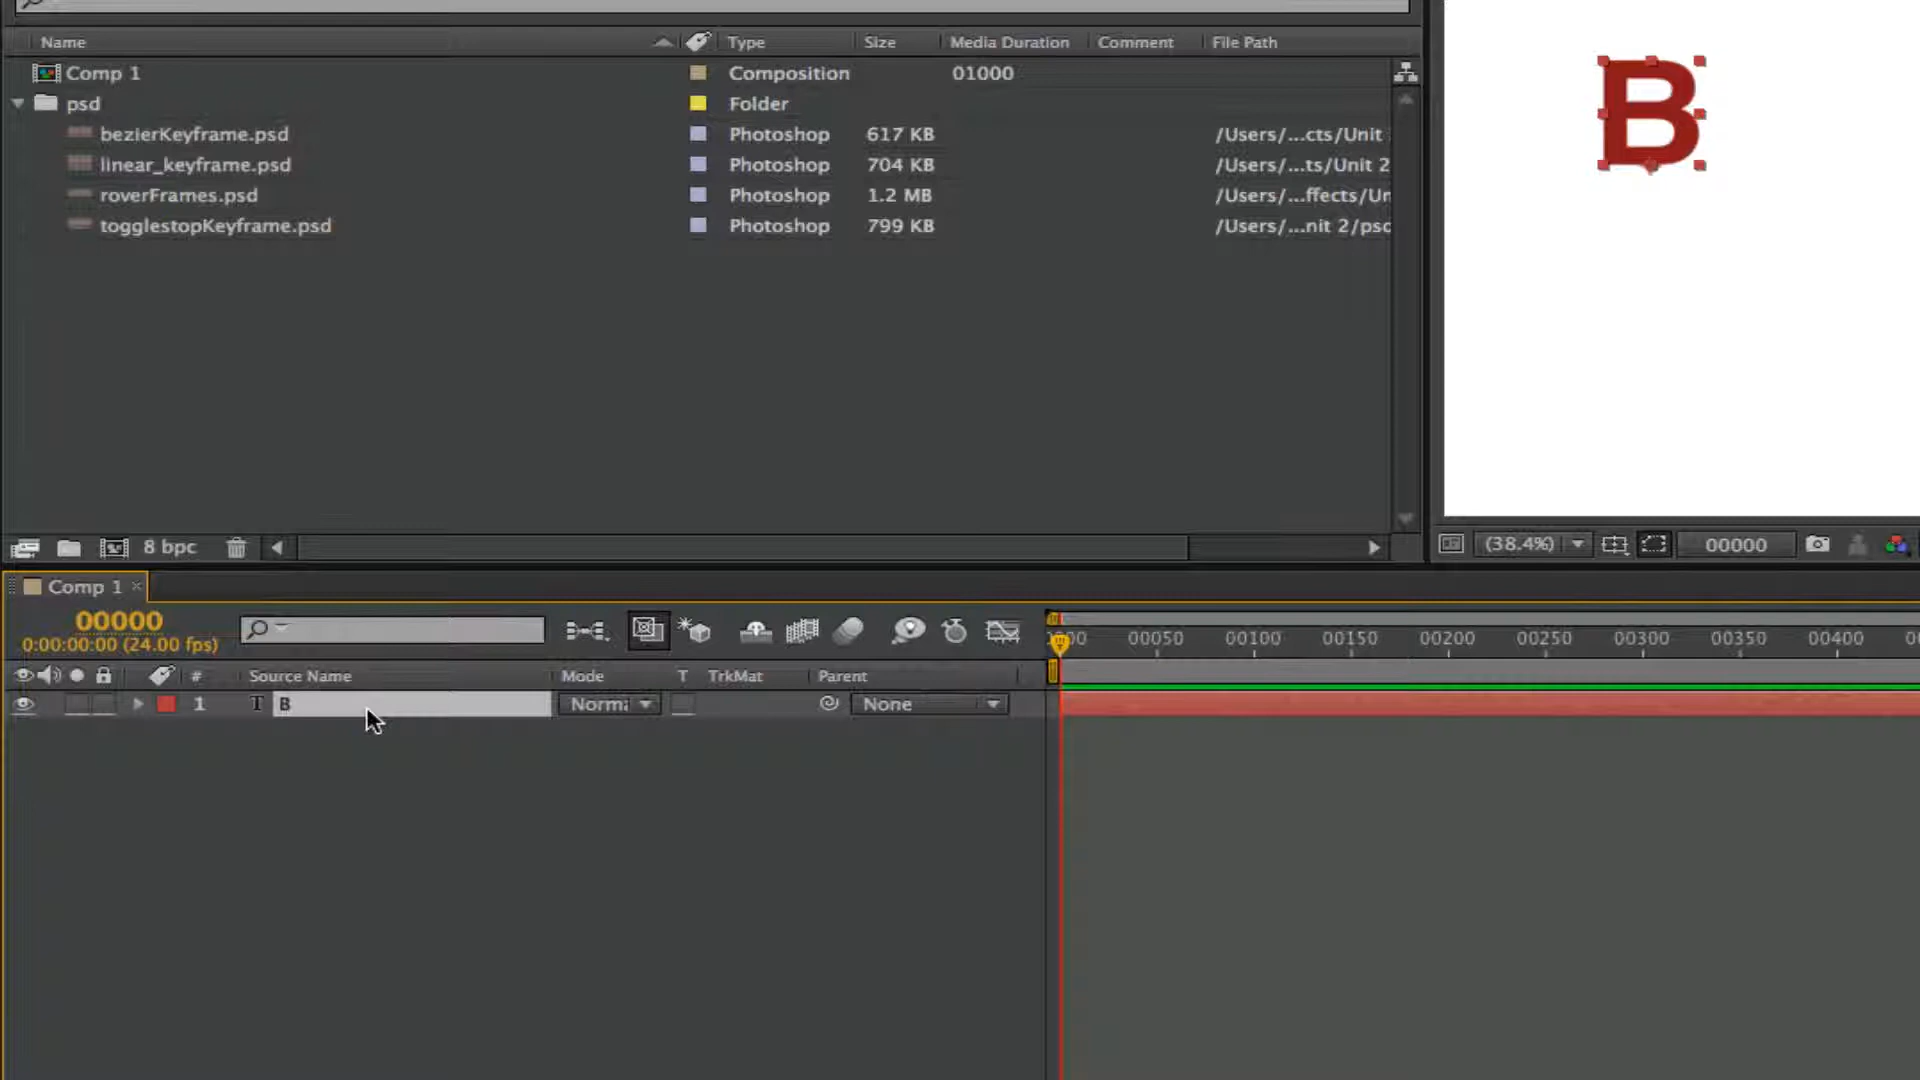 Name Type Size Media Duration Comment File Path
Comp 1 Composition 01000
psd Folder
bezierKeyframe.psd Photoshop 617 KB /Users/...cts/Unit
linear_keyframe.psd Photoshop 704 KB /Users/...ts/Unit 2
roverFrames.psd Photoshop 1.2 MB /Users/...ffects/Un
togglestopKeyframe.psd Photoshop 799 KB /Users/...nit 2/psd
B
8 bpc
(38.4%) 00000
Comp 1
00000
0:00:00:00 (24.00 fps)
00050 00100 00150 00200 00250 00300 00350 00400
# Source Name Mode T TrkMat Parent
1 T B Norma None